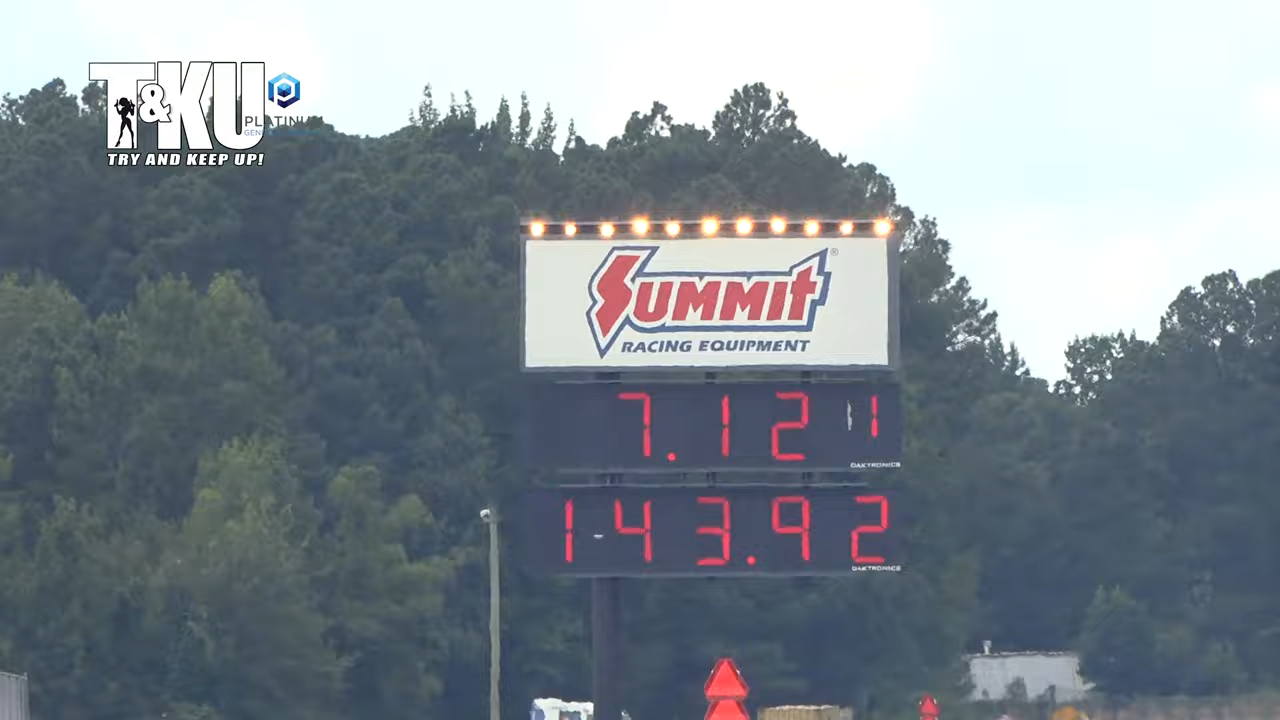 T&KU
PLATINUM
TRY AND KEEP UP!
SUMMIT®
RACING EQUIPMENT
7.121
DAKTRONICS
143.92
DAKTRONICS